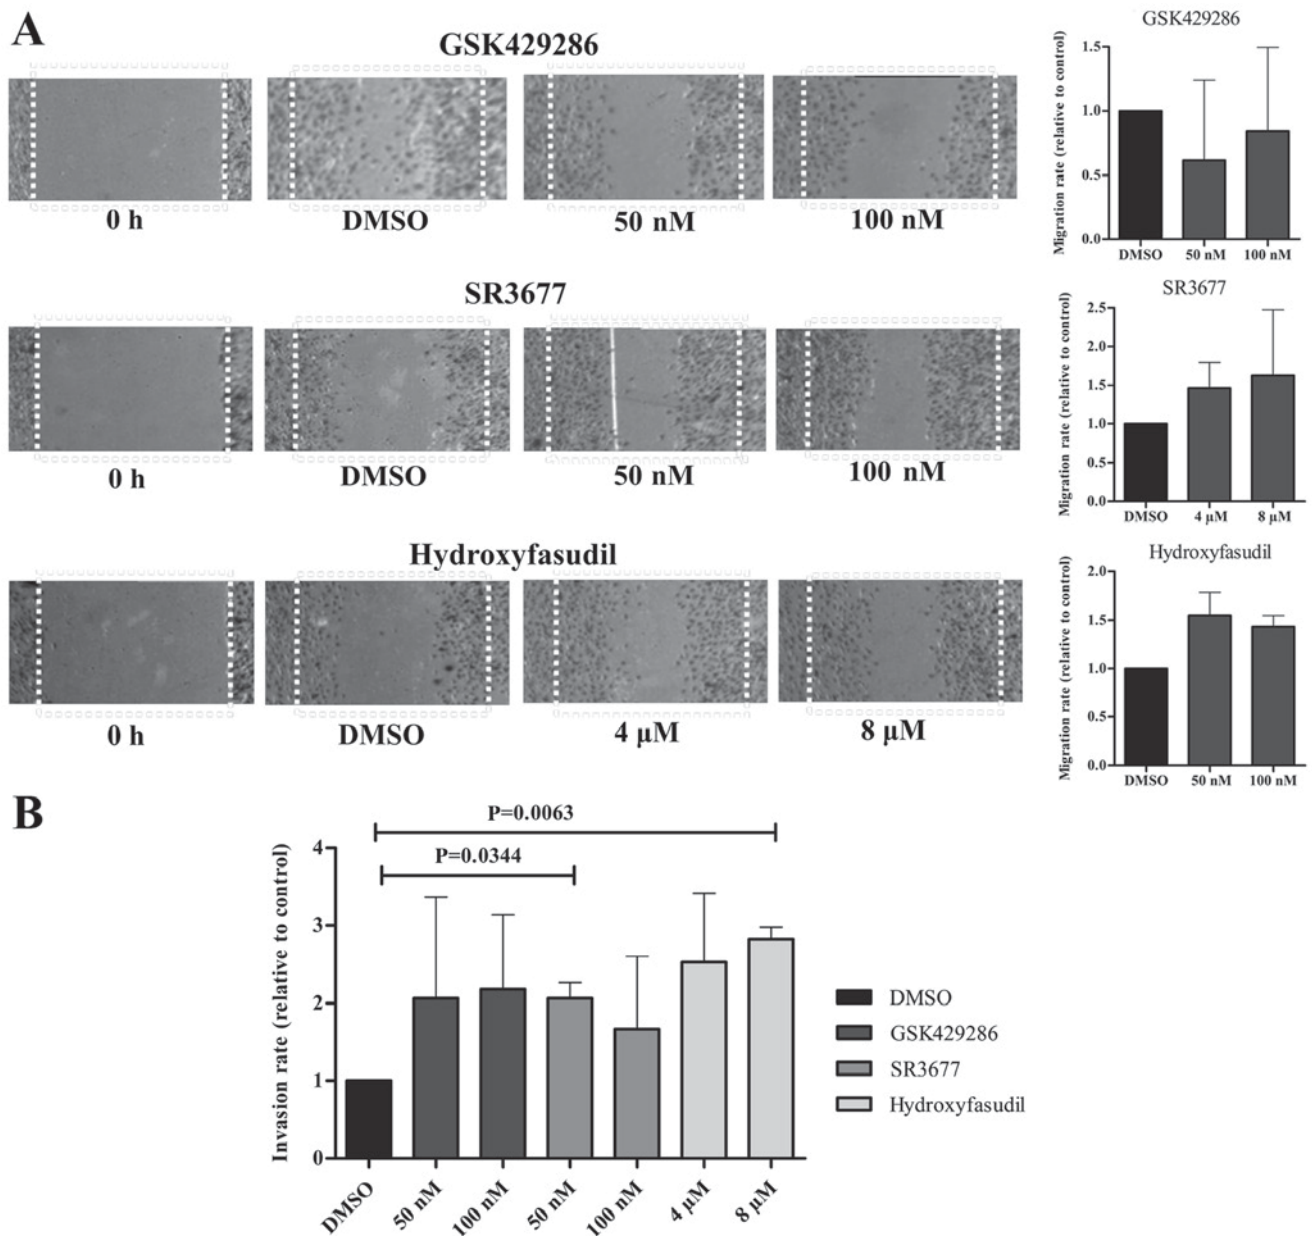 A
GSK429286
0 h
DMSO
50 nM
100 nM
GSK429286
Migration rate (relative to control)
1.5
1.0
0.5
0.0
DMSO
50 nM
100 nM
SR3677
0 h
DMSO
50 nM
100 nM
SR3677
Migration rate (relative to control)
2.5
2.0
1.5
1.0
0.5
0.0
DMSO
4 µM
8 µM
Hydroxyfasudil
0 h
DMSO
4 µM
8 µM
Hydroxyfasudil
Migration rate (relative to control)
2.0
1.5
1.0
0.5
0.0
DMSO
50 nM
100 nM
B
P=0.0063
P=0.0344
Invasion rate (relative to control)
4
3
2
1
0
DMSO
50 nM
100 nM
50 nM
100 nM
4 µM
8 µM
DMSO
GSK429286
SR3677
Hydroxyfasudil